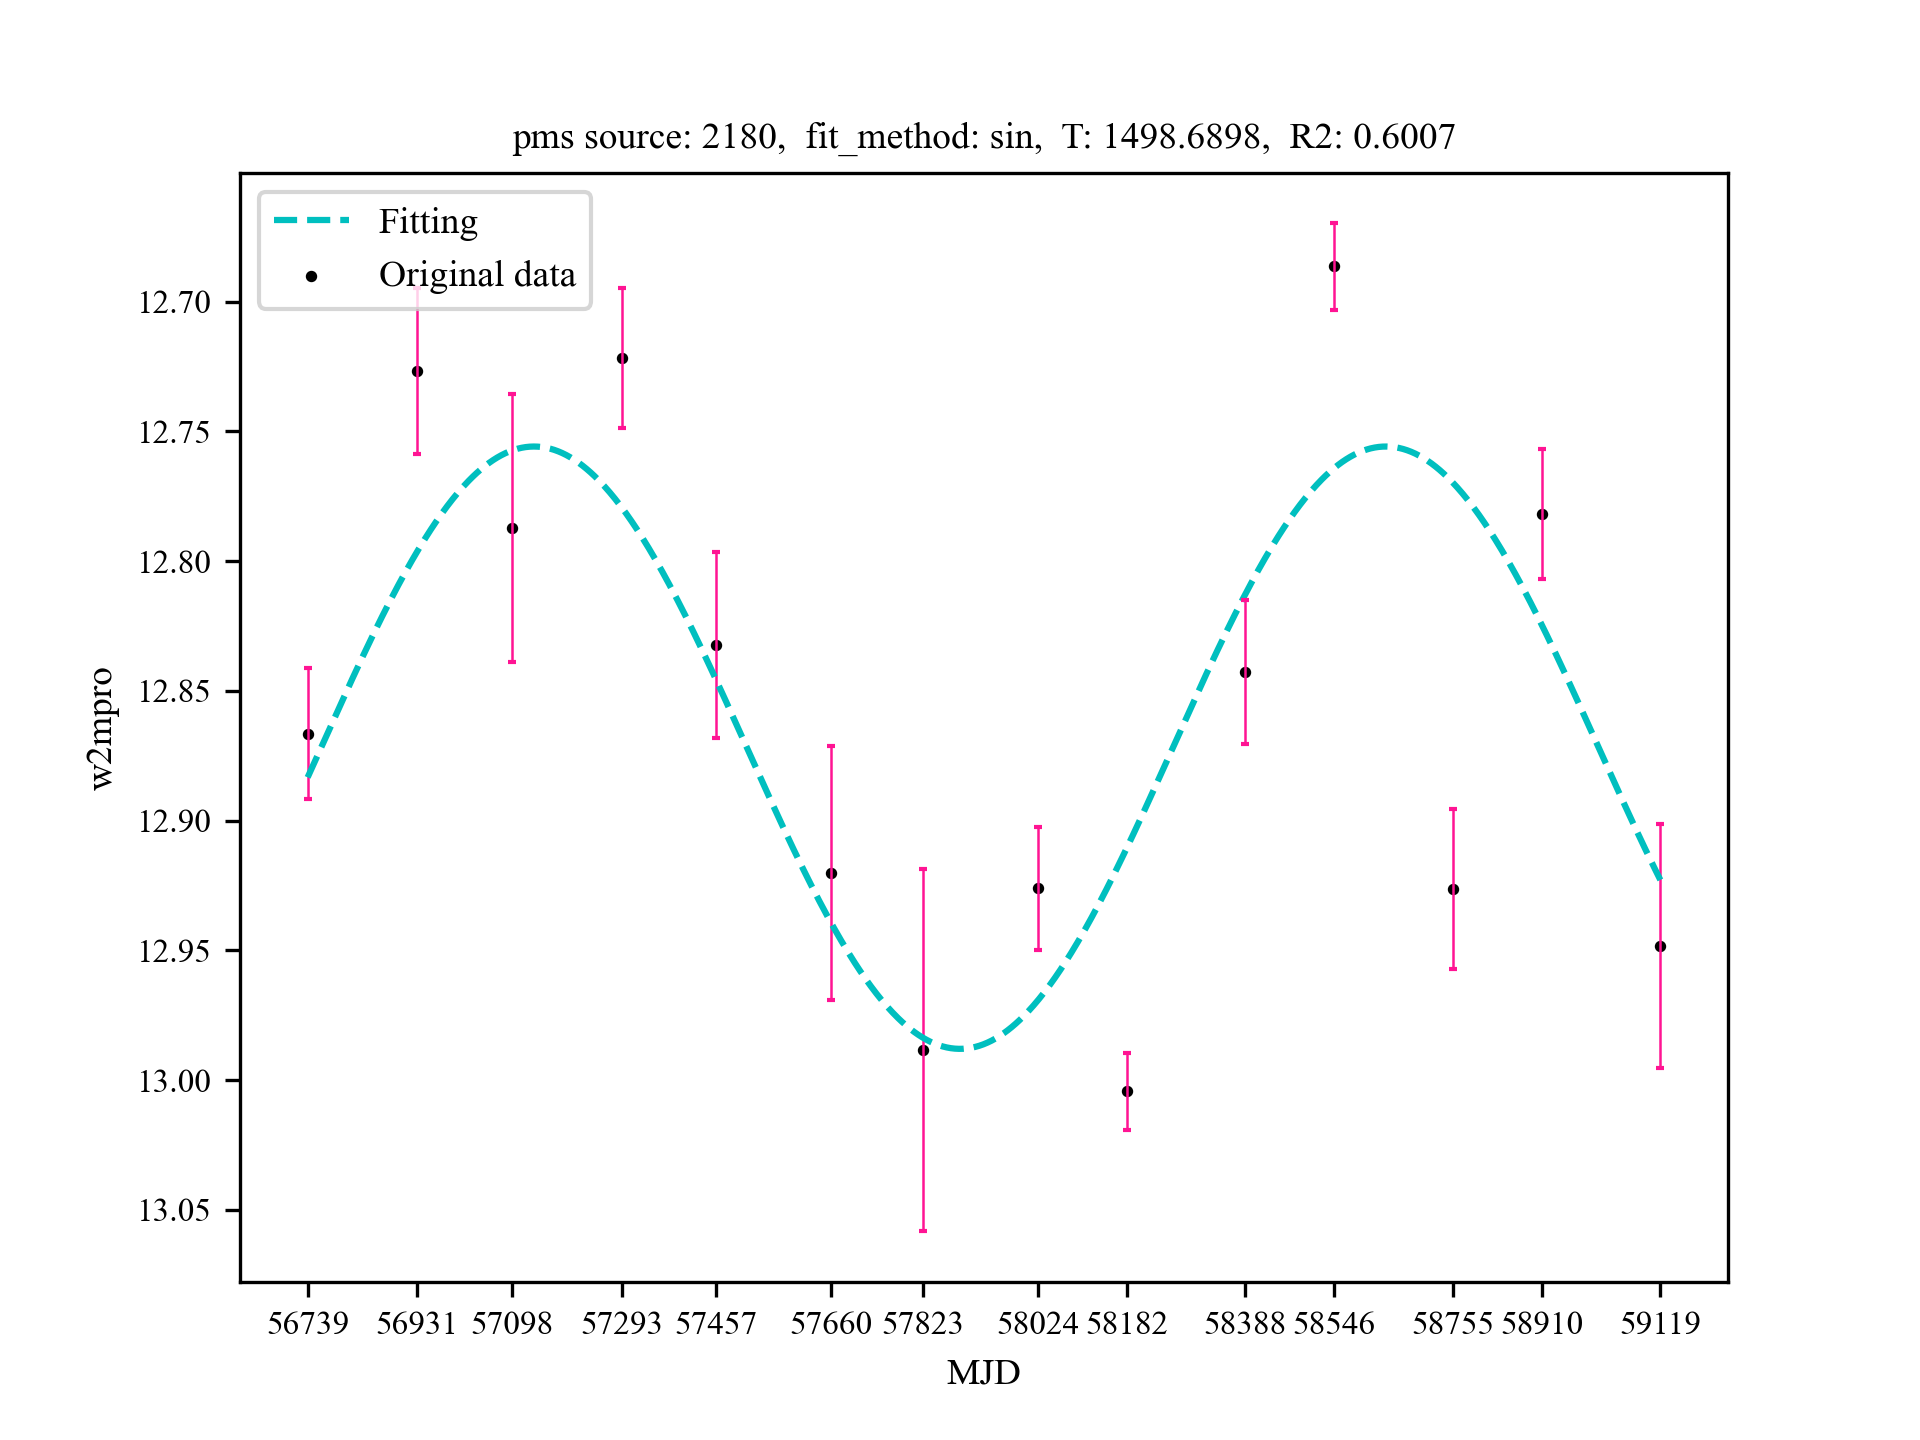 pms source: 2180,  fit_method: sin,  T: 1498.6898,  R2: 0.6007
Fitting
Original data
12.70
12.75
12.80
12.85
12.90
12.95
13.00
13.05
w2mpro
56739 56931 57098 57293 57457 57660 57823 58024 58182 58388 58546 58755 58910 59119
MJD